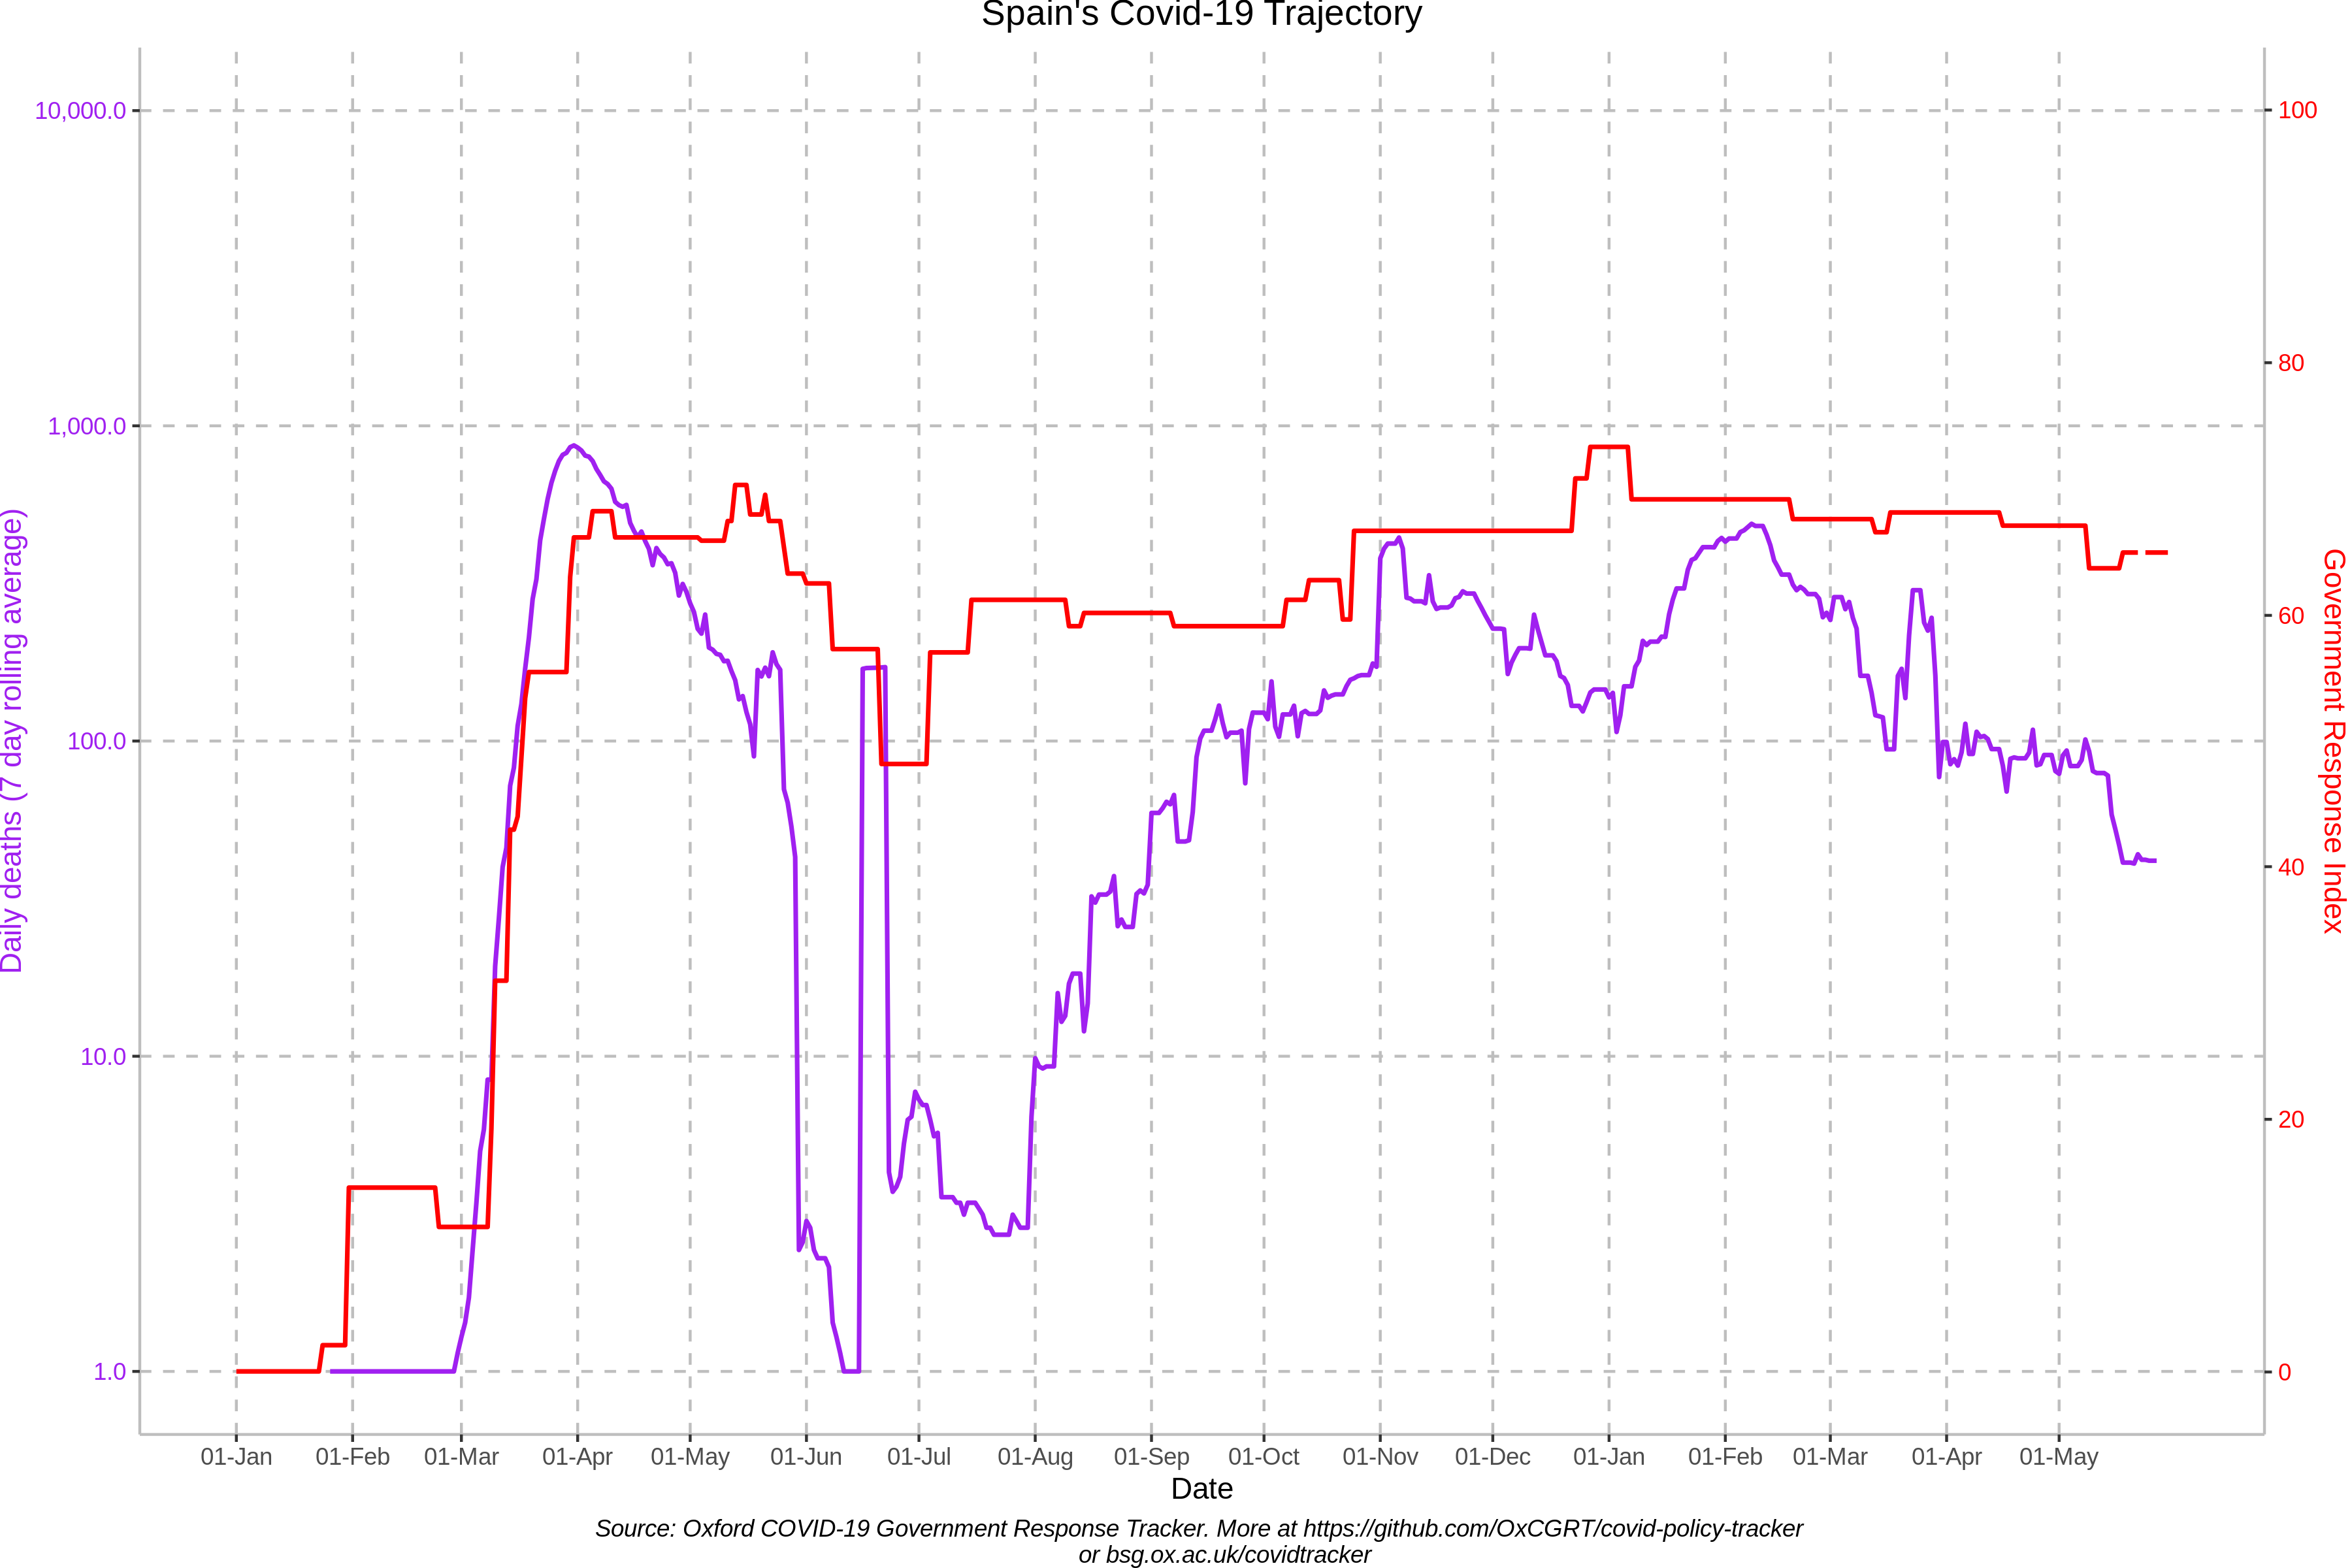 Spain's Covid-19 Trajectory
Daily deaths (7 day rolling average)
10,000.0
1,000.0
100.0
10.0
1.0
100
80
60
40
20
0
Government Response Index
01-Jan 01-Feb 01-Mar 01-Apr 01-May 01-Jun 01-Jul 01-Aug 01-Sep 01-Oct 01-Nov 01-Dec 01-Jan 01-Feb 01-Mar 01-Apr 01-May
Date
Source: Oxford COVID-19 Government Response Tracker. More at https://github.com/OxCGRT/covid-policy-tracker
or bsg.ox.ac.uk/covidtracker